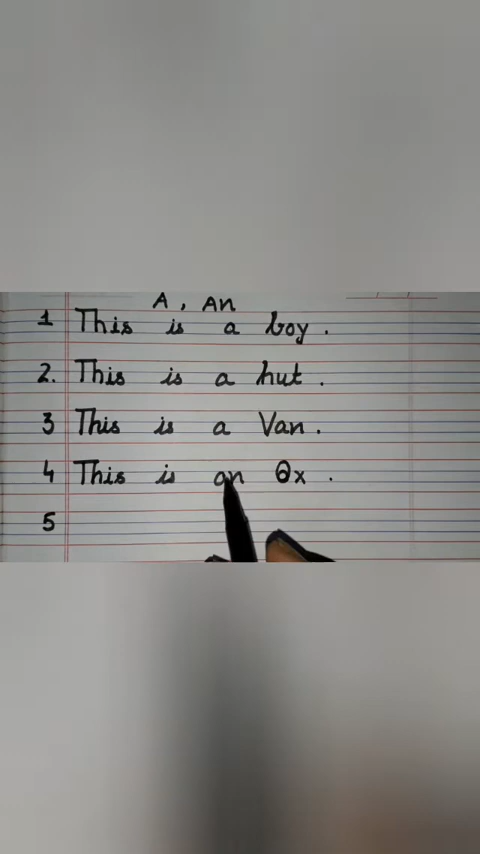 A, An
1 This is a boy.
2. This is a hut.
3 This is a Van.
4 This is an Ox.
5